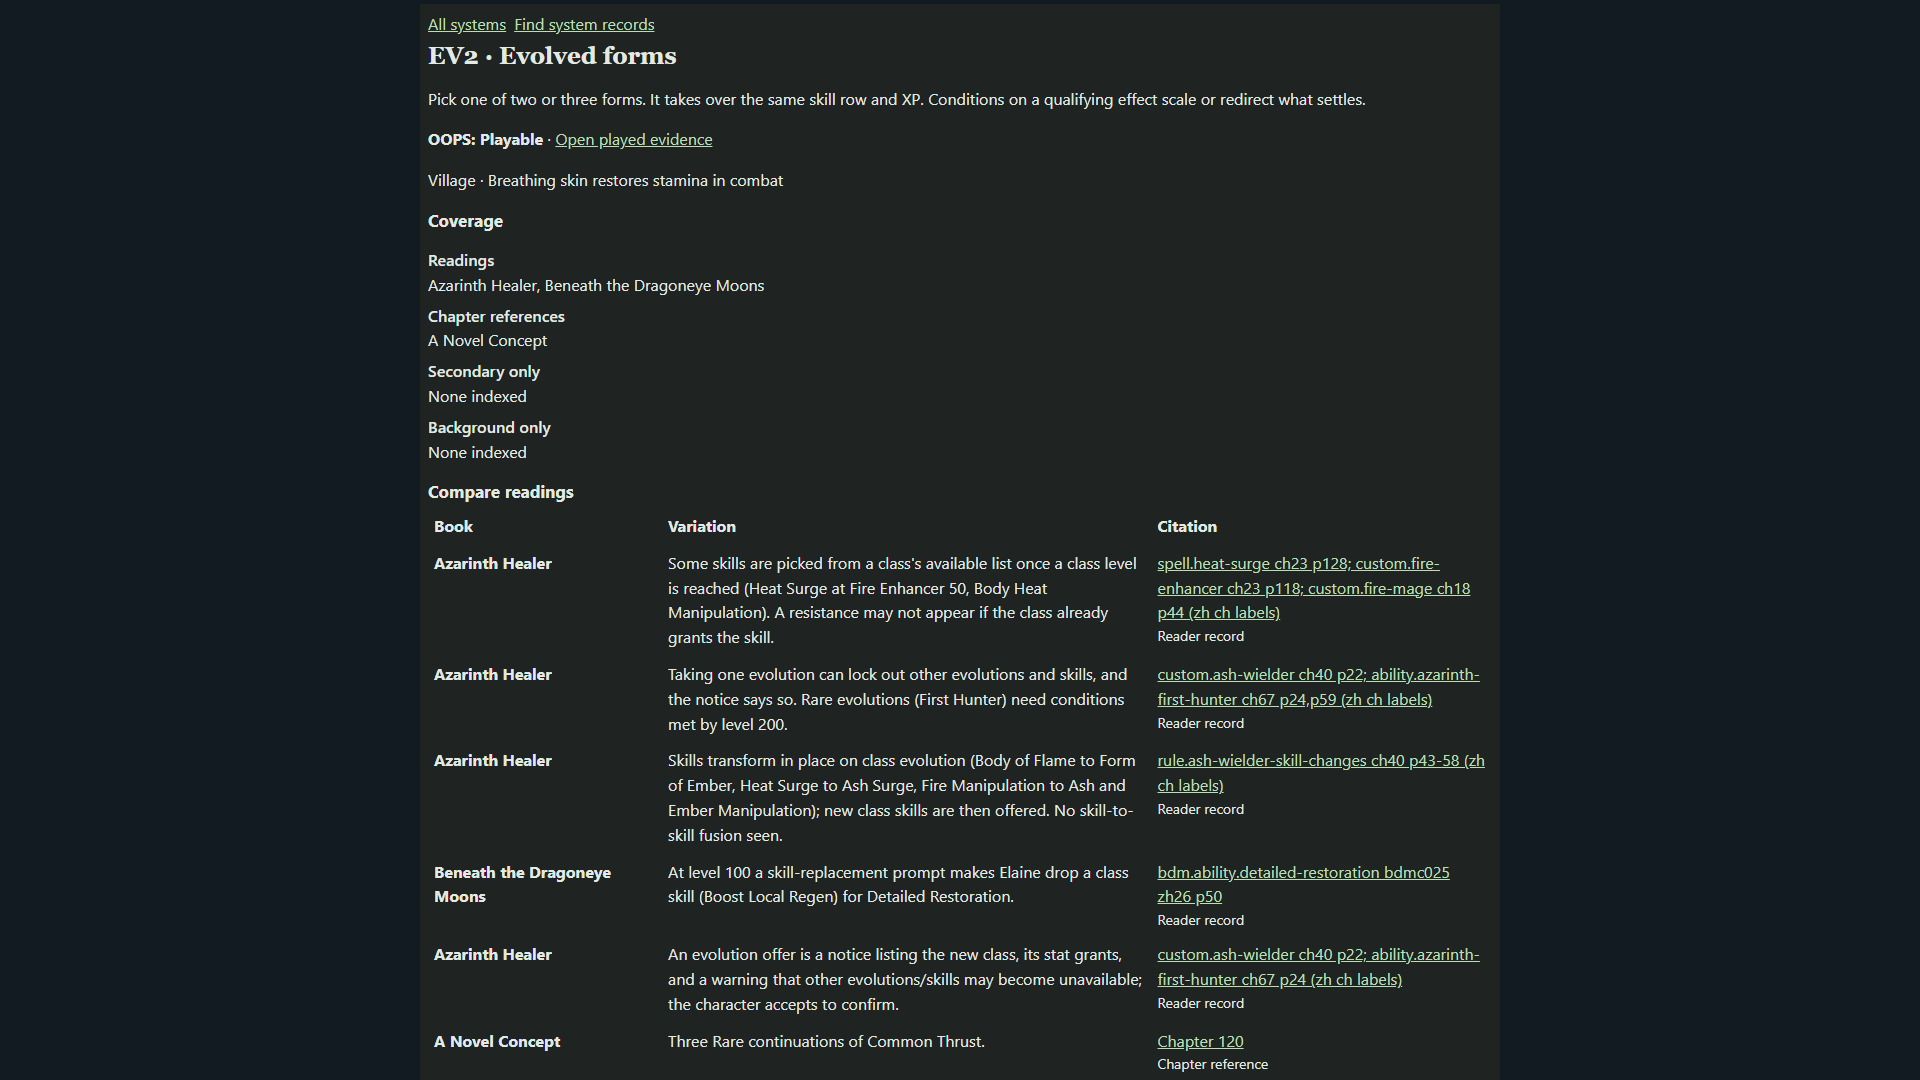 All systems Find system records
EV2 · Evolved forms
Pick one of two or three forms. It takes over the same skill row and XP. Conditions on a qualifying effect scale or redirect what settles.
OOPS: Playable · Open played evidence
Village · Breathing skin restores stamina in combat
Coverage
Readings
Azarinth Healer, Beneath the Dragoneye Moons
Chapter references
A Novel Concept
Secondary only
None indexed
Background only
None indexed
Compare readings
Book Variation Citation
Azarinth Healer
Some skills are picked from a class's available list once a class level
is reached (Heat Surge at Fire Enhancer 50, Body Heat
Manipulation). A resistance may not appear if the class already
grants the skill.
spell.heat-surge ch23 p128; custom.fire-
enhancer ch23 p118; custom.fire-mage ch18
p44 (zh ch labels)
Reader record
Azarinth Healer
Taking one evolution can lock out other evolutions and skills, and
the notice says so. Rare evolutions (First Hunter) need conditions
met by level 200.
custom.ash-wielder ch40 p22; ability.azarinth-
first-hunter ch67 p24,p59 (zh ch labels)
Reader record
Azarinth Healer
Skills transform in place on class evolution (Body of Flame to Form
of Ember, Heat Surge to Ash Surge, Fire Manipulation to Ash and
Ember Manipulation); new class skills are then offered. No skill-to-
skill fusion seen.
rule.ash-wielder-skill-changes ch40 p43-58 (zh
ch labels)
Reader record
Beneath the Dragoneye
Moons
At level 100 a skill-replacement prompt makes Elaine drop a class
skill (Boost Local Regen) for Detailed Restoration.
bdm.ability.detailed-restoration bdmc025
zh26 p50
Reader record
Azarinth Healer
An evolution offer is a notice listing the new class, its stat grants,
and a warning that other evolutions/skills may become unavailable;
the character accepts to confirm.
custom.ash-wielder ch40 p22; ability.azarinth-
first-hunter ch67 p24 (zh ch labels)
Reader record
A Novel Concept
Three Rare continuations of Common Thrust.
Chapter 120
Chapter reference